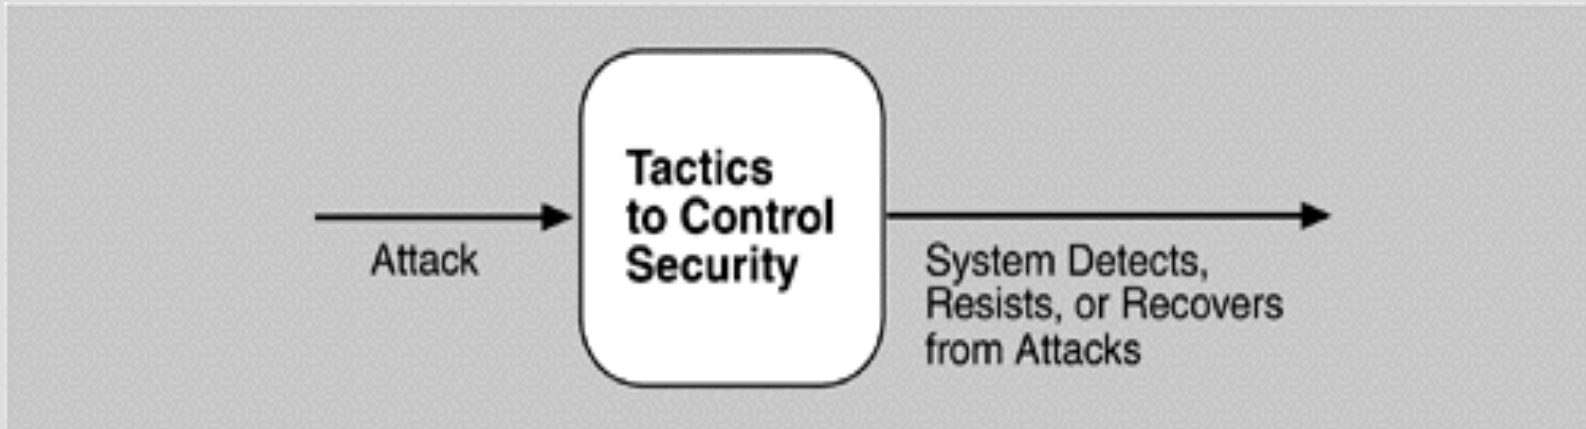 Attack
Tactics
to Control
Security
System Detects,
Resists, or Recovers
from Attacks